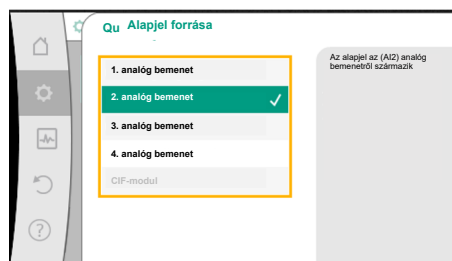 Qu Alapjel forrása
1. analóg bemenet
2. analóg bemenet
3. analóg bemenet
4. analóg bemenet
CIF-modul
Az alapjel az (AI2) analóg
bemenetről származik
?